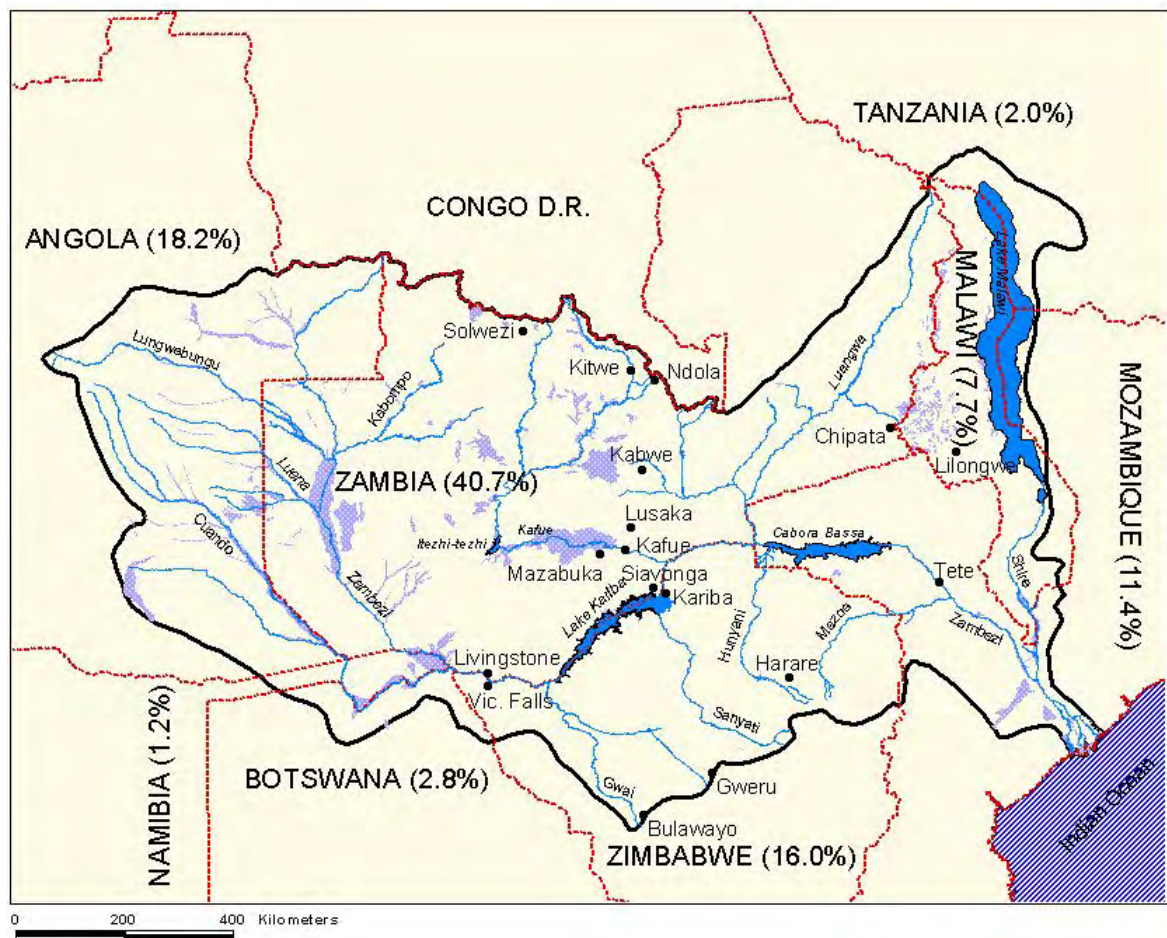 TANZANIA (2.0%)
CONGO D.R.
ANGOLA (18.2%)
Lake Malawi
MALAWI (7.7%)
Solwezi
Lungwebungu
Kabompo
Kitwe
Ndola
Luangwa
MOZAMBIQUE (11.4%)
Chipata
Lilongwe
Kabwe
Luena
ZAMBIA (40.7%)
Cuando
Lusaka
Kafue
Itezhi-tezhi
Kafue
Cabora Bassa
Mazabuka
Siavonga
Tete
Shire
Zambezi
Lake Kariba
Kariba
Hunyani
Mazoe
Zambezi
Livingstone
Harare
Vic. Falls
Sanyati
NAMIBIA (1.2%)
BOTSWANA (2.8%)
Gwai
Gweru
Bulawayo
ZIMBABWE (16.0%)
Indian Ocean
0 200 400 Kilometers